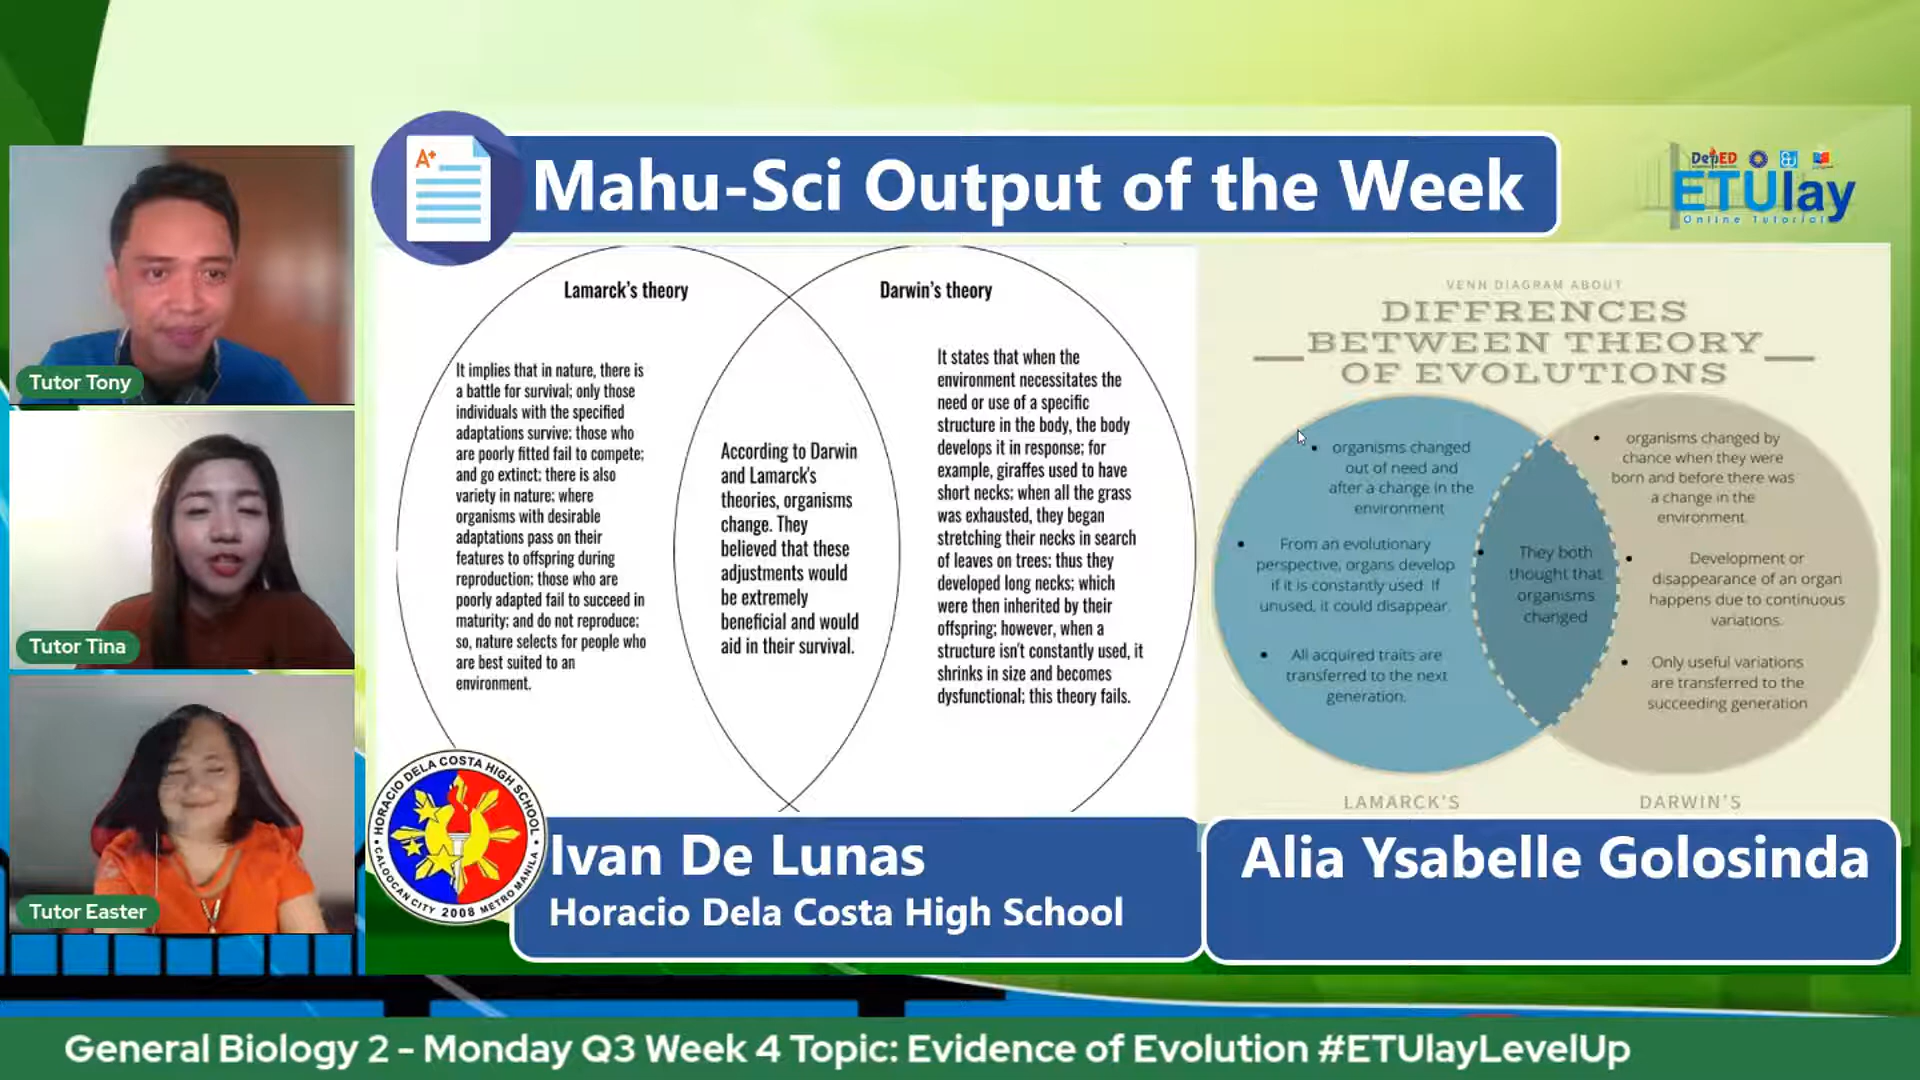 A+
Mahu-Sci Output of the Week
DepED
ETUlay
Online Tutorial
Tutor Tony
Tutor Tina
Tutor Easter
Lamarck's theory
It implies that in nature, there is
a battle for survival; only those
individuals with the specified
adaptations survive; those who
are poorly fitted fail to compete;
and go extinct; there is also
variety in nature; where
organisms with desirable
adaptations pass on their
features to offspring during
reproduction; those who are
poorly adapted fail to succeed in
maturity; and do not reproduce;
so, nature selects for people who
are best suited to an
environment.
According to Darwin
and Lamarck's
theories, organisms
change. They
believed that these
adjustments would
be extremely
beneficial and would
aid in their survival.
Darwin's theory
It states that when the
environment necessitates the
need or use of a specific
structure in the body, the body
develops it in response; for
example, giraffes used to have
short necks; when all the grass
was exhausted, they began
stretching their necks in search
of leaves on trees; thus they
developed long necks; which
were then inherited by their
offspring; however, when a
structure isn't constantly used, it
shrinks in size and becomes
dysfunctional; this theory fails.
VENN DIAGRAM ABOUT
DIFFRENCES
BETWEEN THEORY
OF EVOLUTIONS
organisms changed
out of need and
after a change in the
environment
From an evolutionary
perspective, organs develop
if it is constantly used. If
unused, it could disappear.
All acquired traits are
transferred to the next
generation.
They both
thought that
organisms
changed
organisms changed by
chance when they were
born and before there was
a change in the
environment.
Development or
disappearance of an organ
happens due to continuous
variations.
Only useful variations
are transferred to the
succeeding generation
LAMARCK'S
DARWIN'S
HORACIO DELA COSTA HIGH SCHOOL
CALOOCAN CITY 2008 METRO MANILA
Ivan De Lunas
Horacio Dela Costa High School
Alia Ysabelle Golosinda
General Biology 2 - Monday Q3 Week 4 Topic: Evidence of Evolution #ETUlayLevelUp